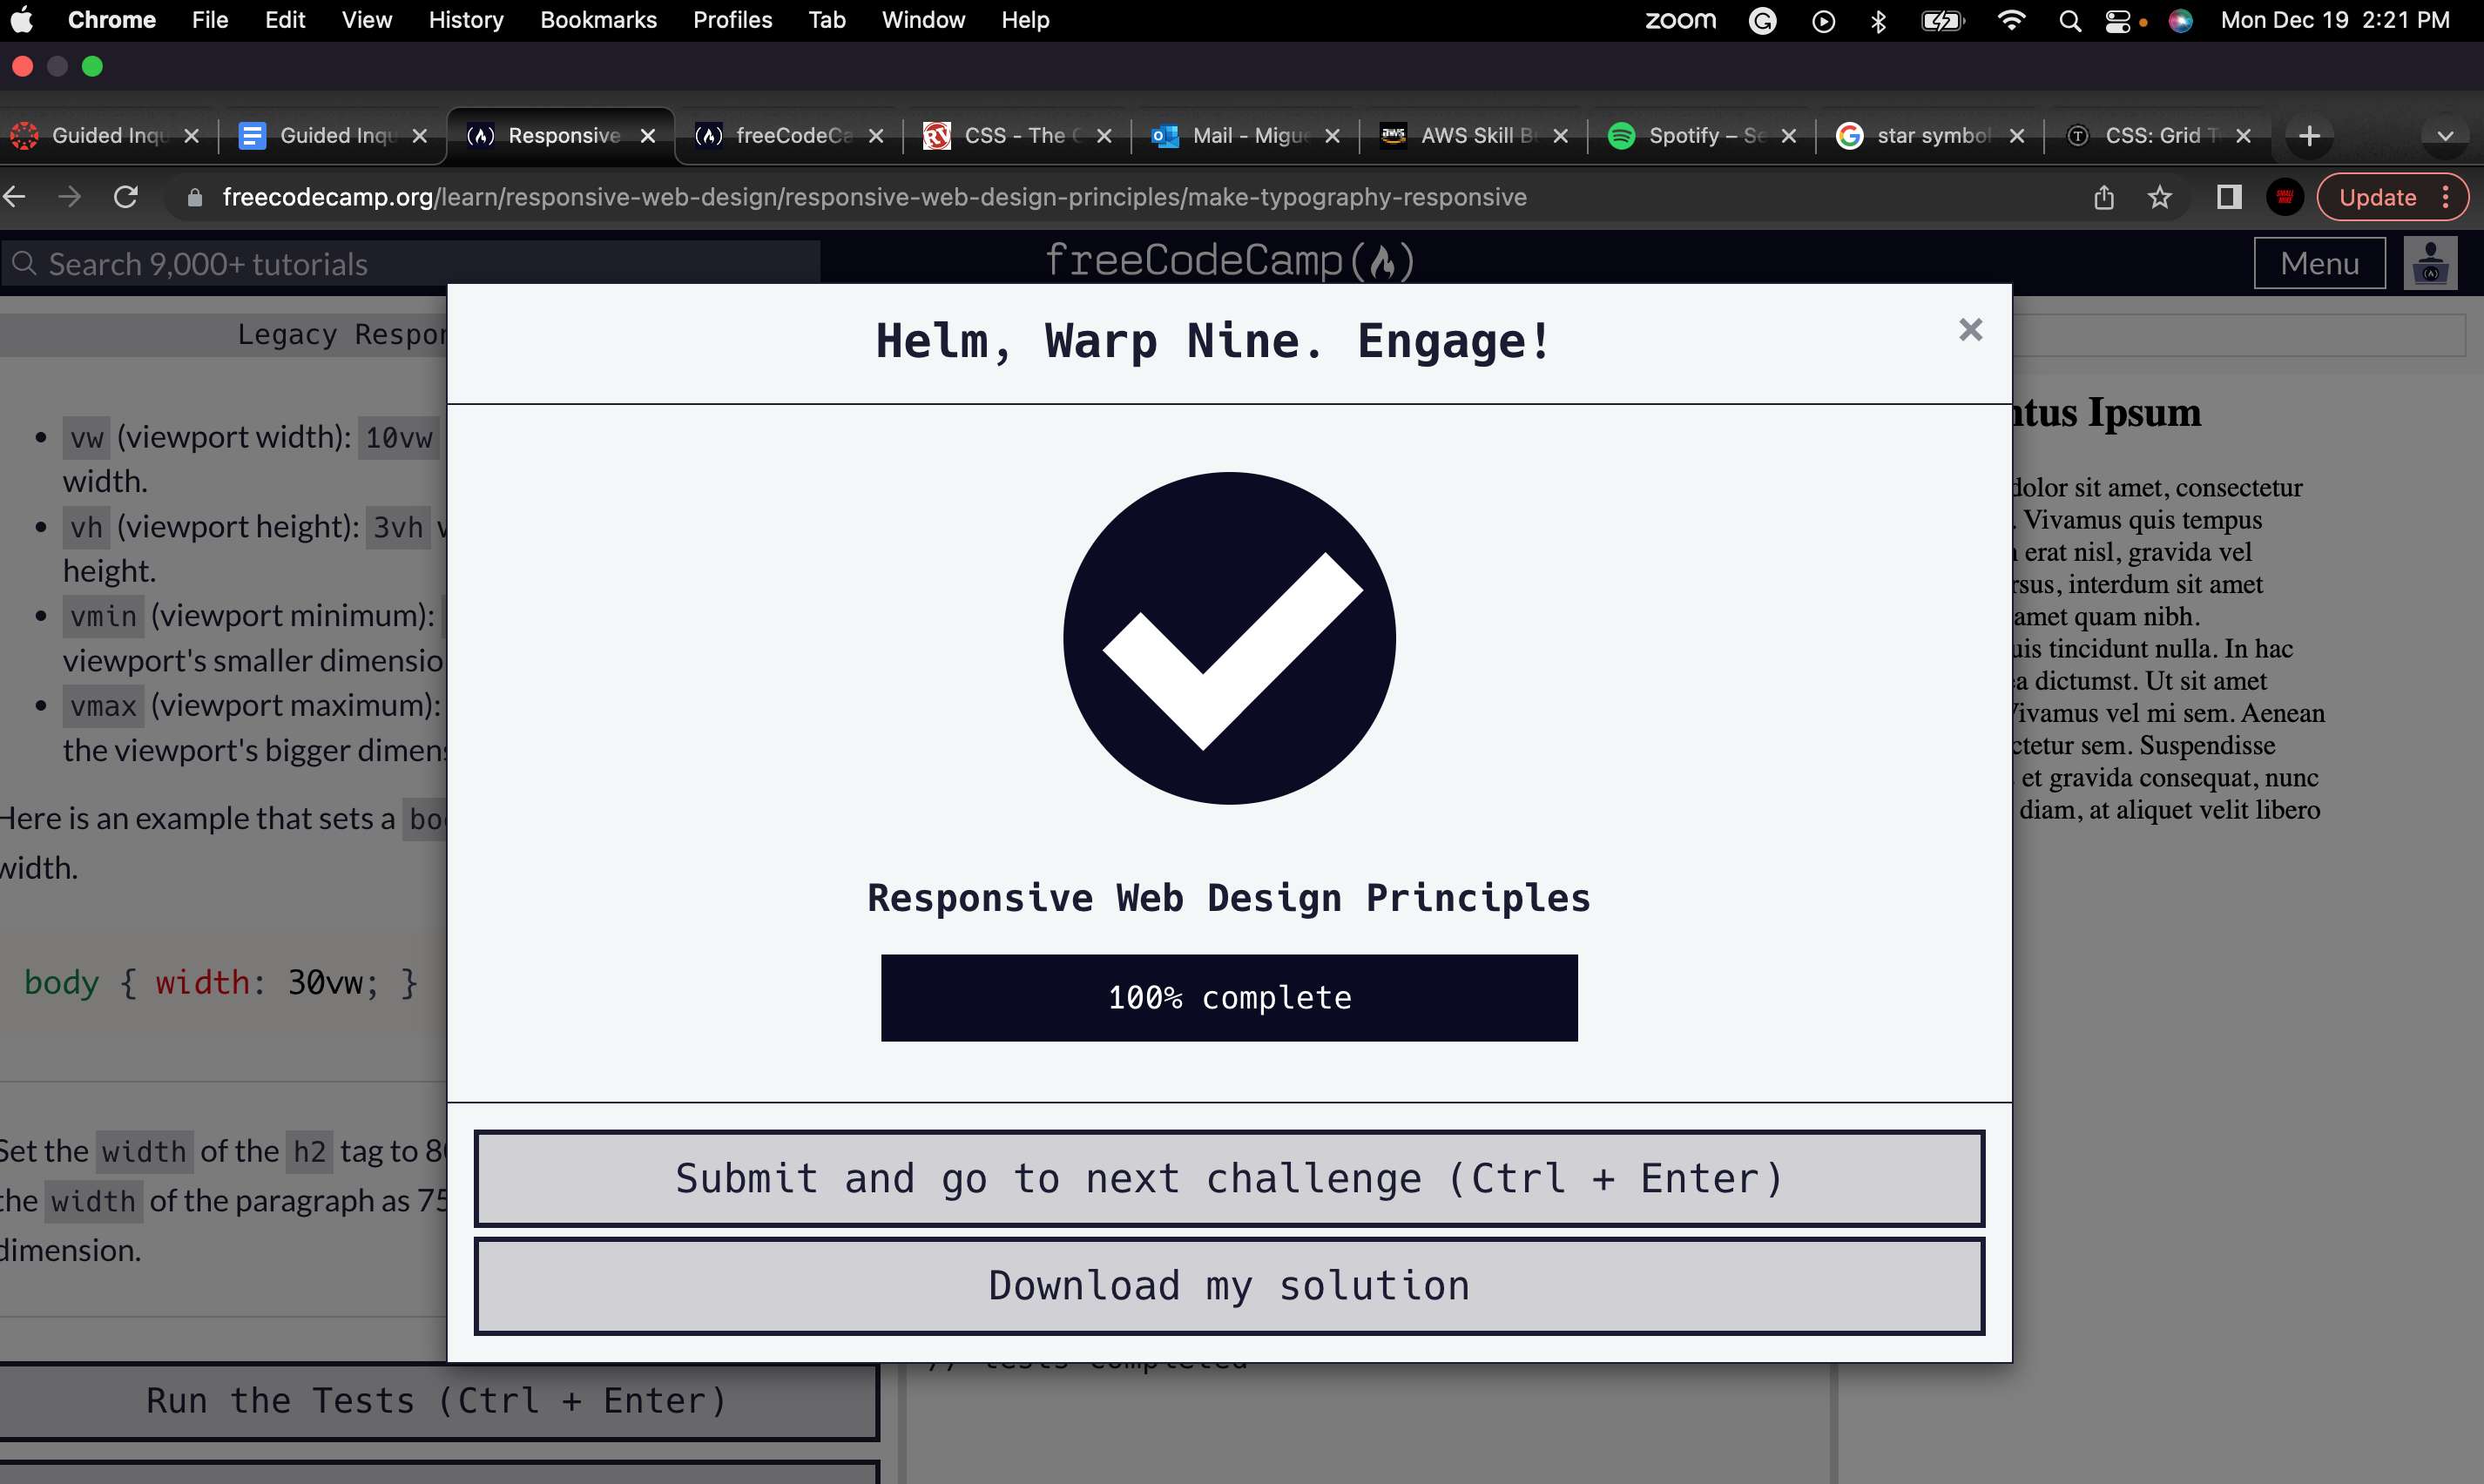 Chrome File Edit View History Bookmarks Profiles Tab Window Help zoom Mon Dec 19 2:21 PM
Guided Inqu Guided Inqu Responsive freeCodeCa CSS - The Mail - Migu AWS Skill B Spotify – Se star symbol CSS: Grid T
freecodecamp.org/learn/responsive-web-design/responsive-web-design-principles/make-typography-responsive Update
Search 9,000+ tutorials freeCodeCamp Menu
Legacy Respon
Helm, Warp Nine. Engage!
vw (viewport width): 10vw
width.
vh (viewport height): 3vh
height.
vmin (viewport minimum):
viewport's smaller dimensio
vmax (viewport maximum):
the viewport's bigger dimens
Here is an example that sets a bo
width.
body { width: 30vw; }
Set the width of the h2 tag to 80
the width of the paragraph as 75
dimension.
Run the Tests (Ctrl + Enter)
Responsive Web Design Principles
100% complete
Submit and go to next challenge (Ctrl + Enter)
Download my solution
// tests completed
ntus Ipsum
dolor sit amet, consectetur
. Vivamus quis tempus
erat nisl, gravida vel
rsus, interdum sit amet
amet quam nibh.
uis tincidunt nulla. In hac
a dictumst. Ut sit amet
Vivamus vel mi sem. Aenean
ctetur sem. Suspendisse
et gravida consequat, nunc
diam, at aliquet velit libero